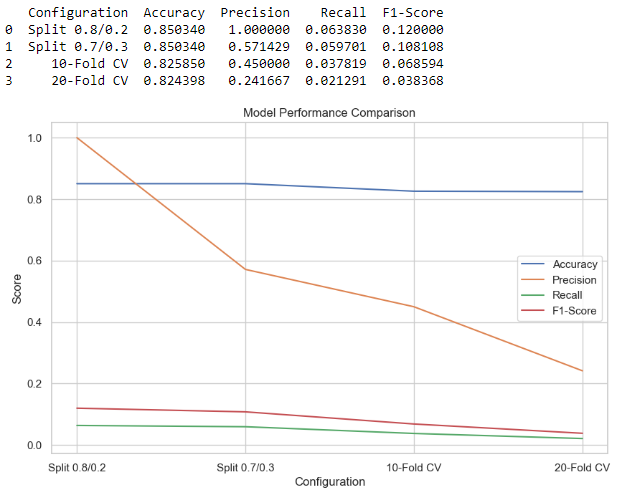 Configuration Accuracy Precision Recall F1-Score
0 Split 0.8/0.2 0.850340 1.000000 0.063830 0.120000
1 Split 0.7/0.3 0.850340 0.571429 0.059701 0.108108
2 10-Fold CV 0.825850 0.450000 0.037819 0.068594
3 20-Fold CV 0.824398 0.241667 0.021291 0.038368
Model Performance Comparison
1.0
0.8
0.6
0.4
0.2
0.0
Score
Accuracy
Precision
Recall
F1-Score
Split 0.8/0.2 Split 0.7/0.3 10-Fold CV 20-Fold CV
Configuration